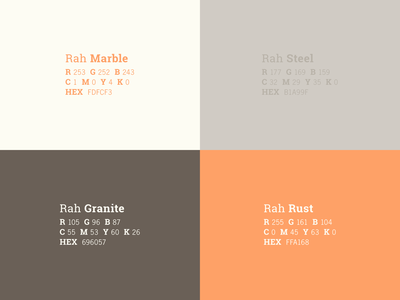 Rah Marble
R 253 G 252 B 243
C 1 M 0 Y 4 K 0
HEX FDFCF3
Rah Steel
R 177 G 169 B 159
C M 29 Y K 0
HEX B1A99F
Rah Granite
R 105 G 96 B 87
C 55 M 53 Y 60 K 26
HEX 696057
Rah Rust
R 255 G 161 B 104
C 0 M 45 Y 63 K 0
HEX FFA168